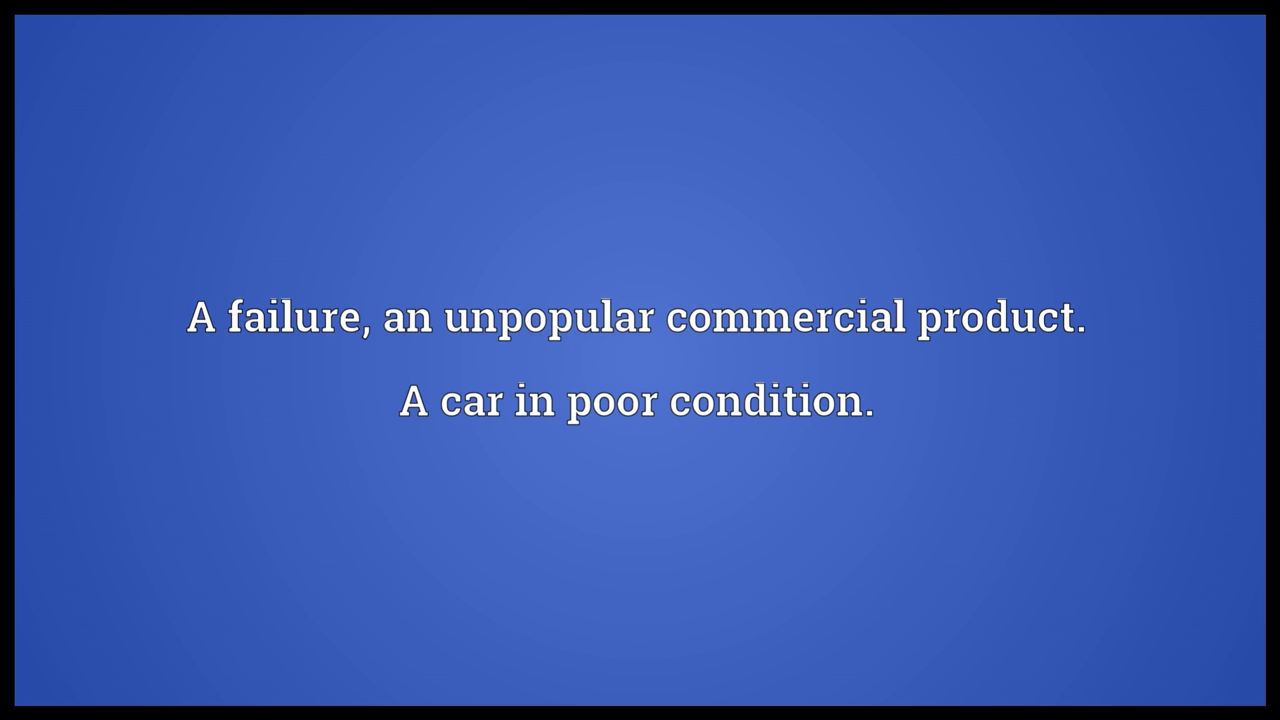 A failure, an unpopular commercial product.
A car in poor condition.